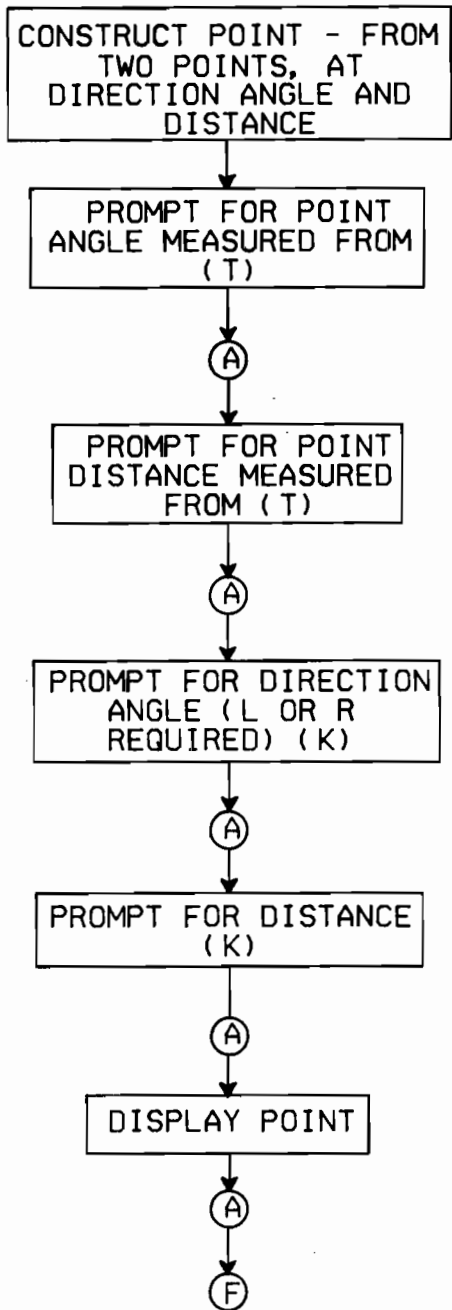 CONSTRUCT POINT - FROM
TWO POINTS, AT
DIRECTION ANGLE AND
DISTANCE
PROMPT FOR POINT
ANGLE MEASURED FROM
(T)
A
PROMPT FOR POINT
DISTANCE MEASURED
FROM (T)
A
PROMPT FOR DIRECTION
ANGLE (L OR R
REQUIRED) (K)
A
PROMPT FOR DISTANCE
(K)
A
DISPLAY POINT
A
F